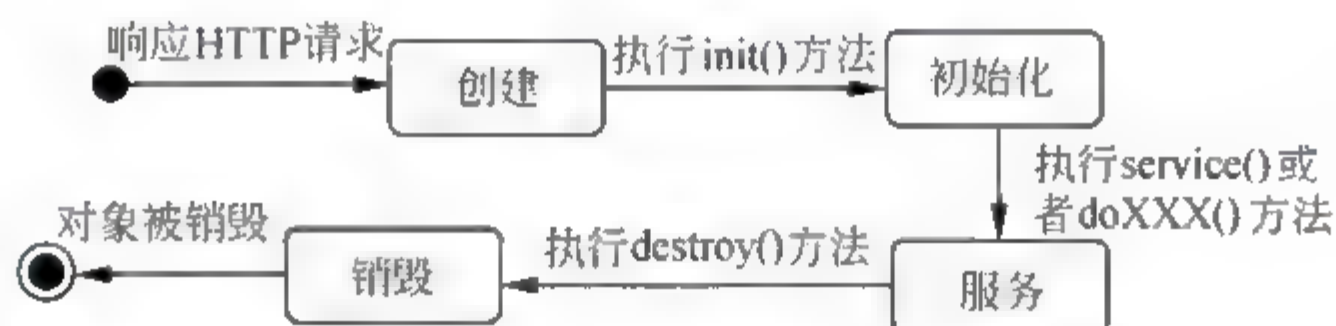 响应HTTP请求
创建
执行init()方法
初始化
执行service()或
者doXXX()方法
服务
执行destroy()方法
销毁
对象被销毁